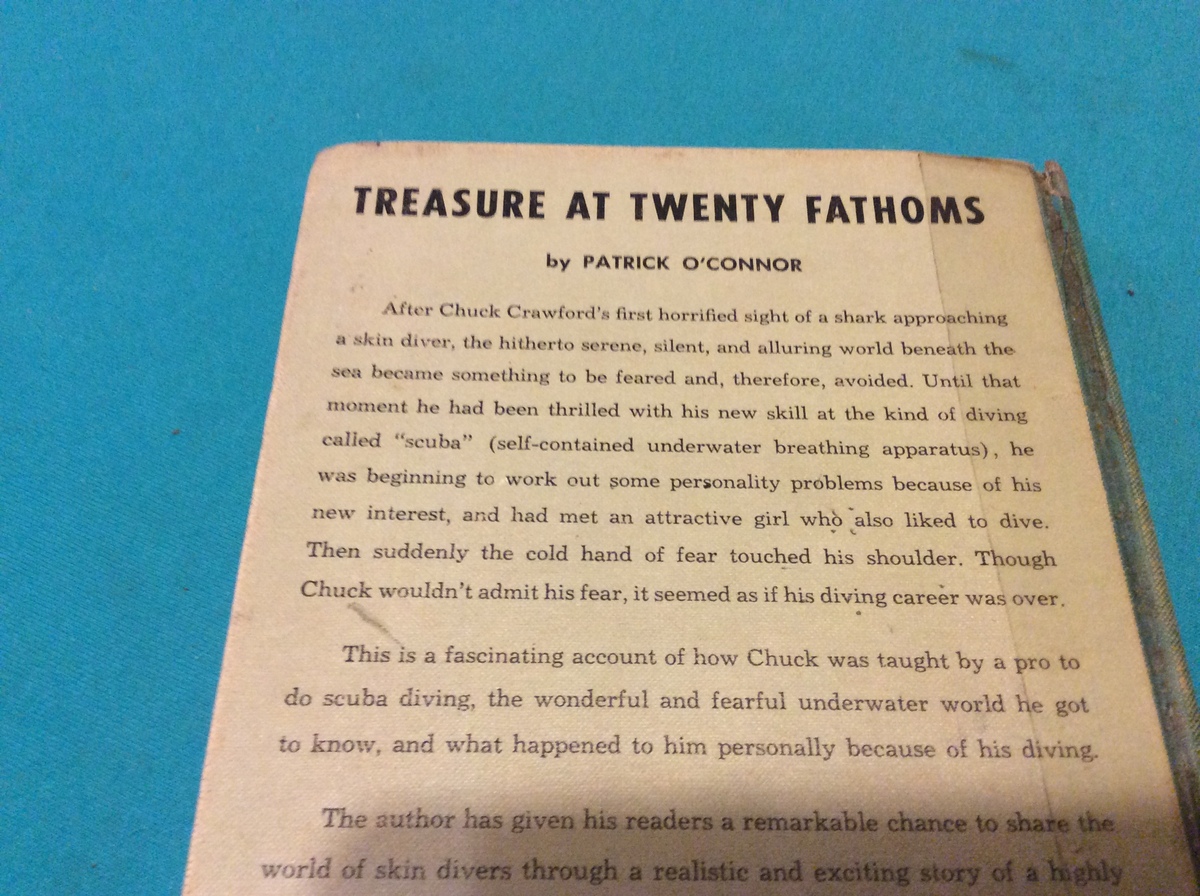 TREASURE AT TWENTY FATHOMS
by PATRICK O'CONNOR
After Chuck Crawford's first horrified sight of a shark approaching
a skin diver, the hitherto serene, silent, and alluring world beneath the
sea became something to be feared and, therefore, avoided. Until that
moment he had been thrilled with his new skill at the kind of diving
called "scuba" (self-contained underwater breathing apparatus), he
was beginning to work out some personality problems because of his
new interest, and had met an attractive girl who also liked to dive.
Then suddenly the cold hand of fear touched his shoulder. Though
Chuck wouldn't admit his fear, it seemed as if his diving career was over.
This is a fascinating account of how Chuck was taught by a pro to
do scuba diving, the wonderful and fearful underwater world he got
to know, and what happened to him personally because of his diving.
The author has given his readers a remarkable chance to share the
world of skin divers through a realistic and exciting story of a highly